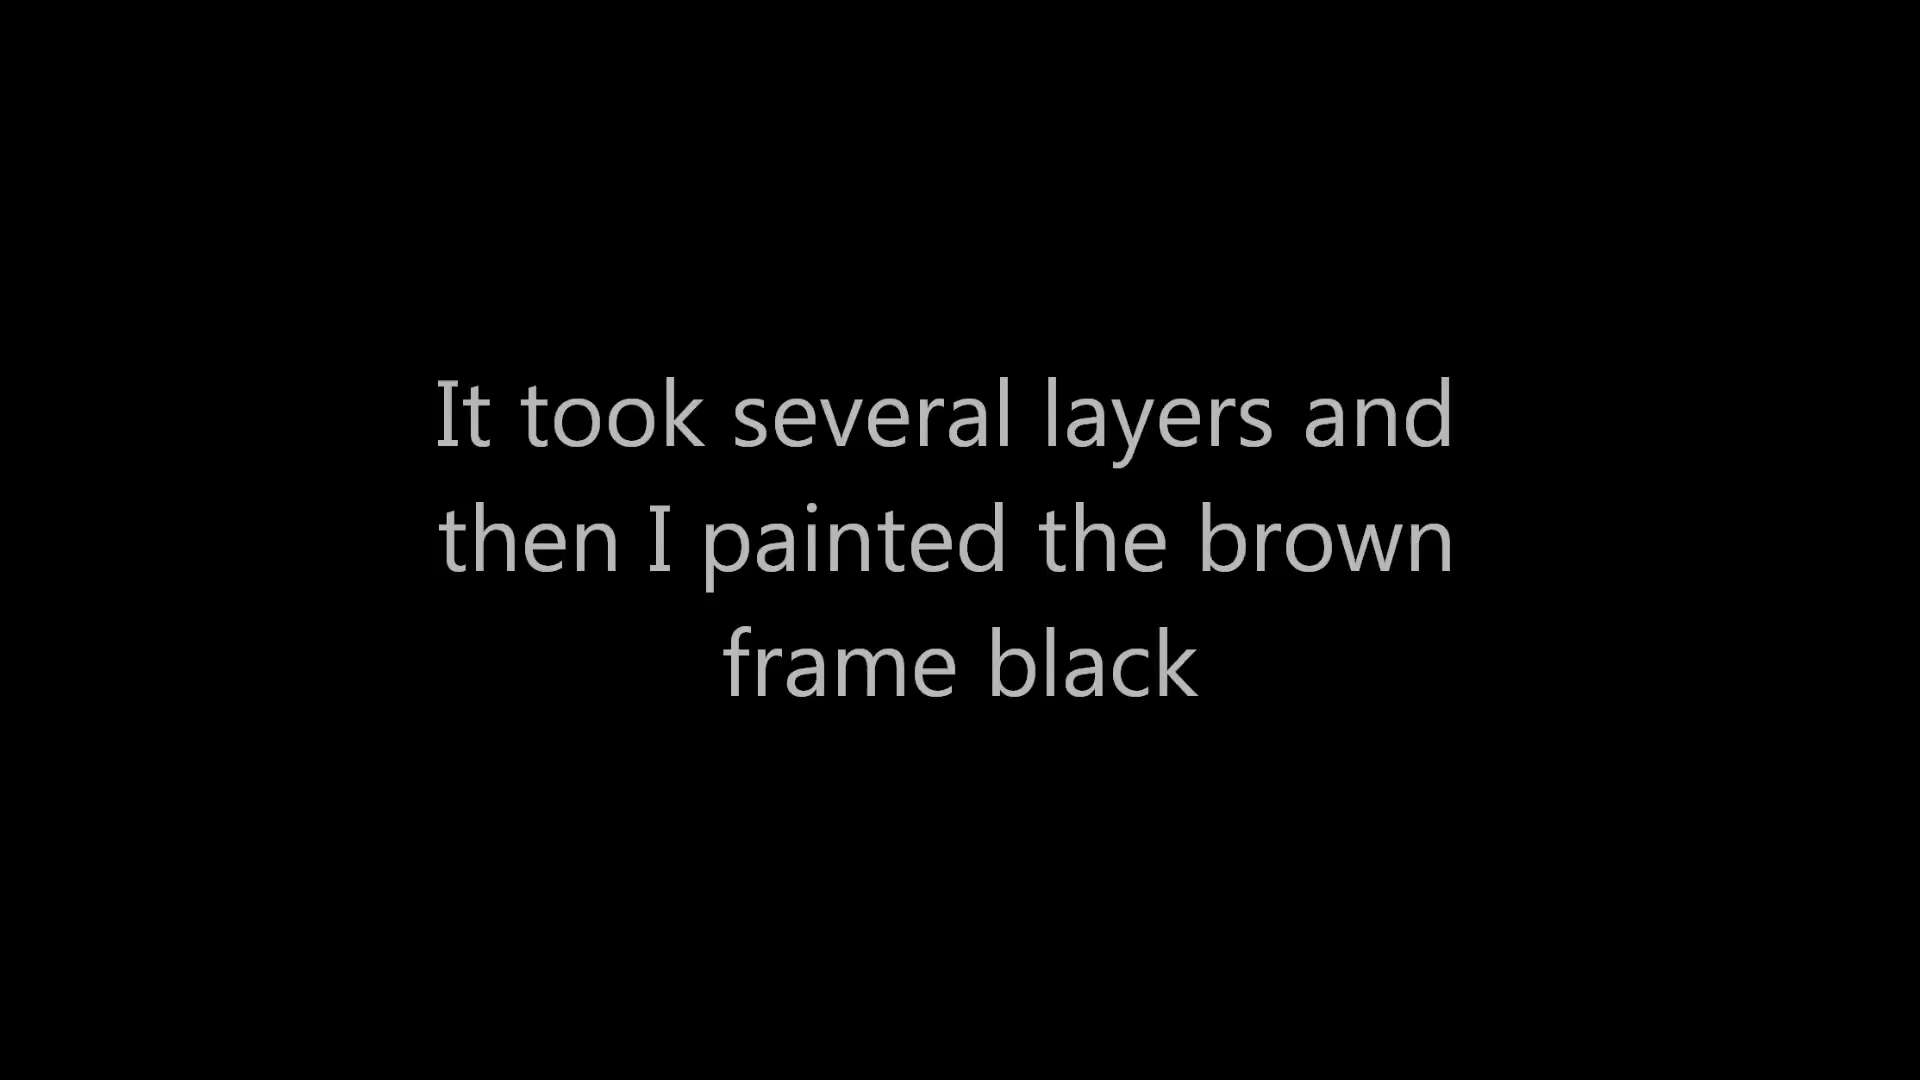 It took several layers and
then I painted the brown
frame black